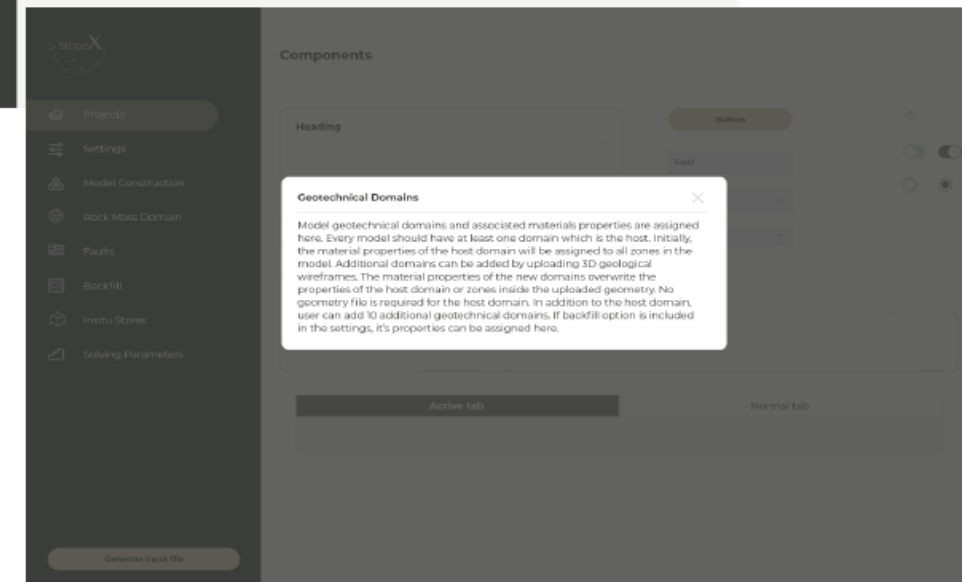 StopeX
Components
Projects
Heading
Button
Settings
Field
Model Construction
Geotechnical Domains
Model geotechnical domains and associated materials properties are assigned
here. Every model should have at least one domain which is the host. Initially,
the material properties of the host domain will be assigned to all zones in the
model. Additional domains can be added by uploading 3D geological
wireframes. The material properties of the new domains overwrite the
properties of the host domain or zones inside the uploaded geometry. No
geometry file is required for the host domain. In addition to the host domain,
user can add 10 additional geotechnical domains. If backfill option is included
in the settings, it's properties can be assigned here.
Rock Mass Domain
Faults
Backfill
Insitu Stress
Solving Parameters
Active tab
Normal tab
Generate input file